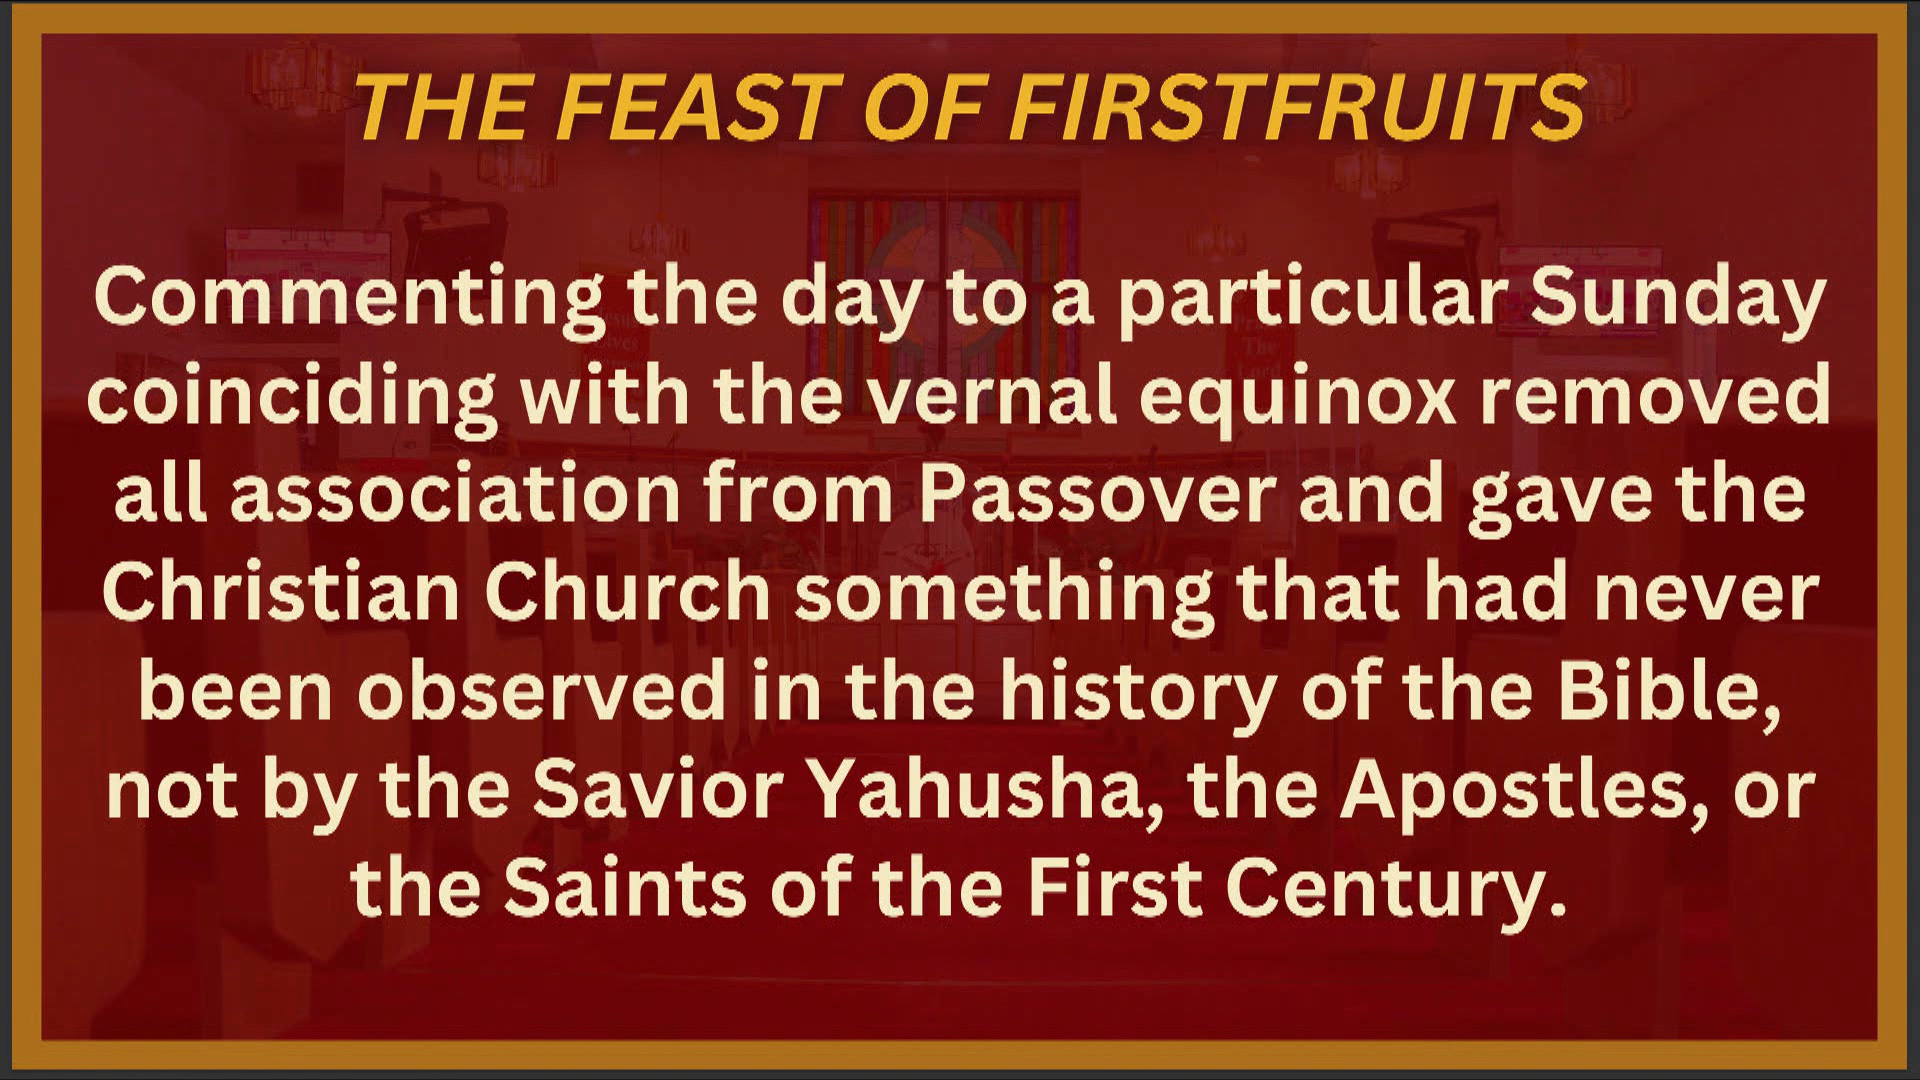 THE FEAST OF FIRSTFRUITS
Commenting the day to a particular Sunday
coinciding with the vernal equinox removed
all association from Passover and gave the
Christian Church something that had never
been observed in the history of the Bible,
not by the Savior Yahusha, the Apostles, or
the Saints of the First Century.